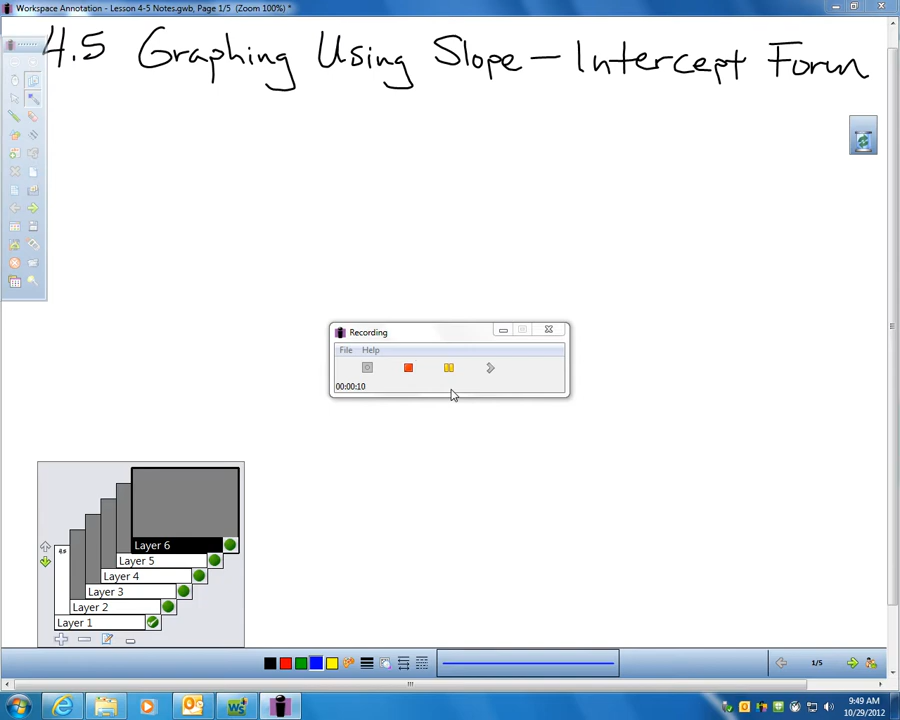 Workspace Annotation - Lesson 4-5 Notes.gwb, Page 1/5 (Zoom 100%) *
4.5 Graphing Using Slope-Intercept Form
Recording
File Help
00:00:10
4.5
Layer 6
Layer 5
Layer 4
Layer 3
Layer 2
Layer 1
1/5
9:49 AM
10/29/2012